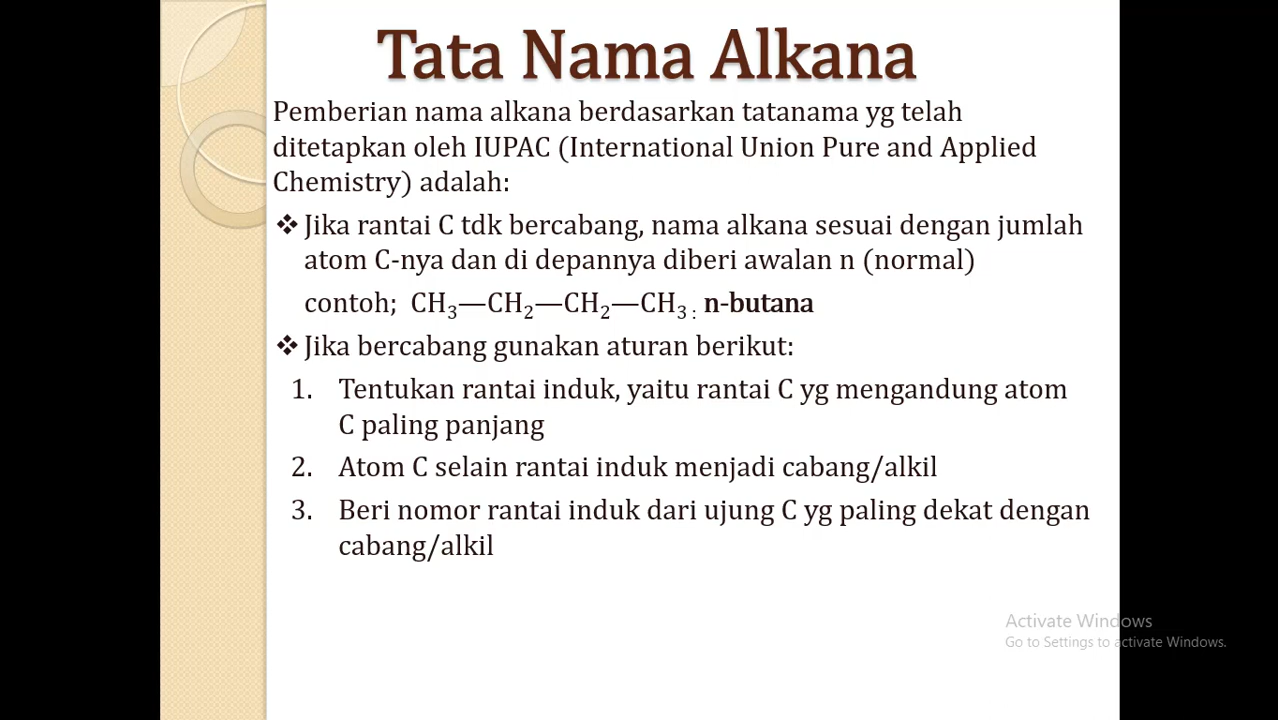 Tata Nama Alkana
Pemberian nama alkana berdasarkan tatanama yg telah
ditetapkan oleh IUPAC (International Union Pure and Applied
Chemistry) adalah:
❖ Jika rantai C tdk bercabang, nama alkana sesuai dengan jumlah
atom C-nya dan di depannya diberi awalan n (normal)
contoh; CH₃—CH₂—CH₂—CH₃ : n-butana
❖ Jika bercabang gunakan aturan berikut:
1. Tentukan rantai induk, yaitu rantai C yg mengandung atom
C paling panjang
2. Atom C selain rantai induk menjadi cabang/alkil
3. Beri nomor rantai induk dari ujung C yg paling dekat dengan
cabang/alkil
Activate Windows
Go to Settings to activate Windows.